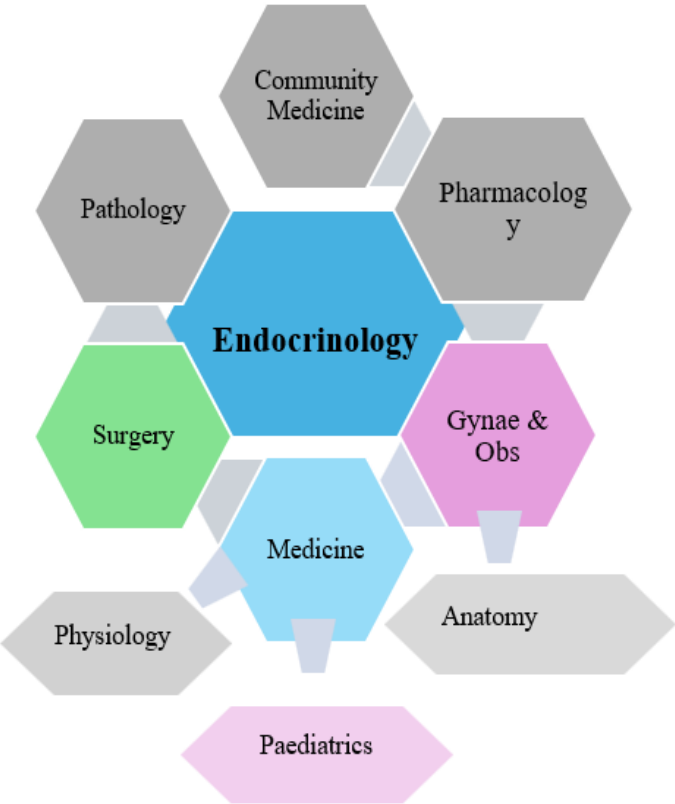 Community
Medicine
Pathology
Pharmacolog
y
Endocrinology
Surgery
Gynae &
Obs
Medicine
Physiology
Anatomy
Paediatrics